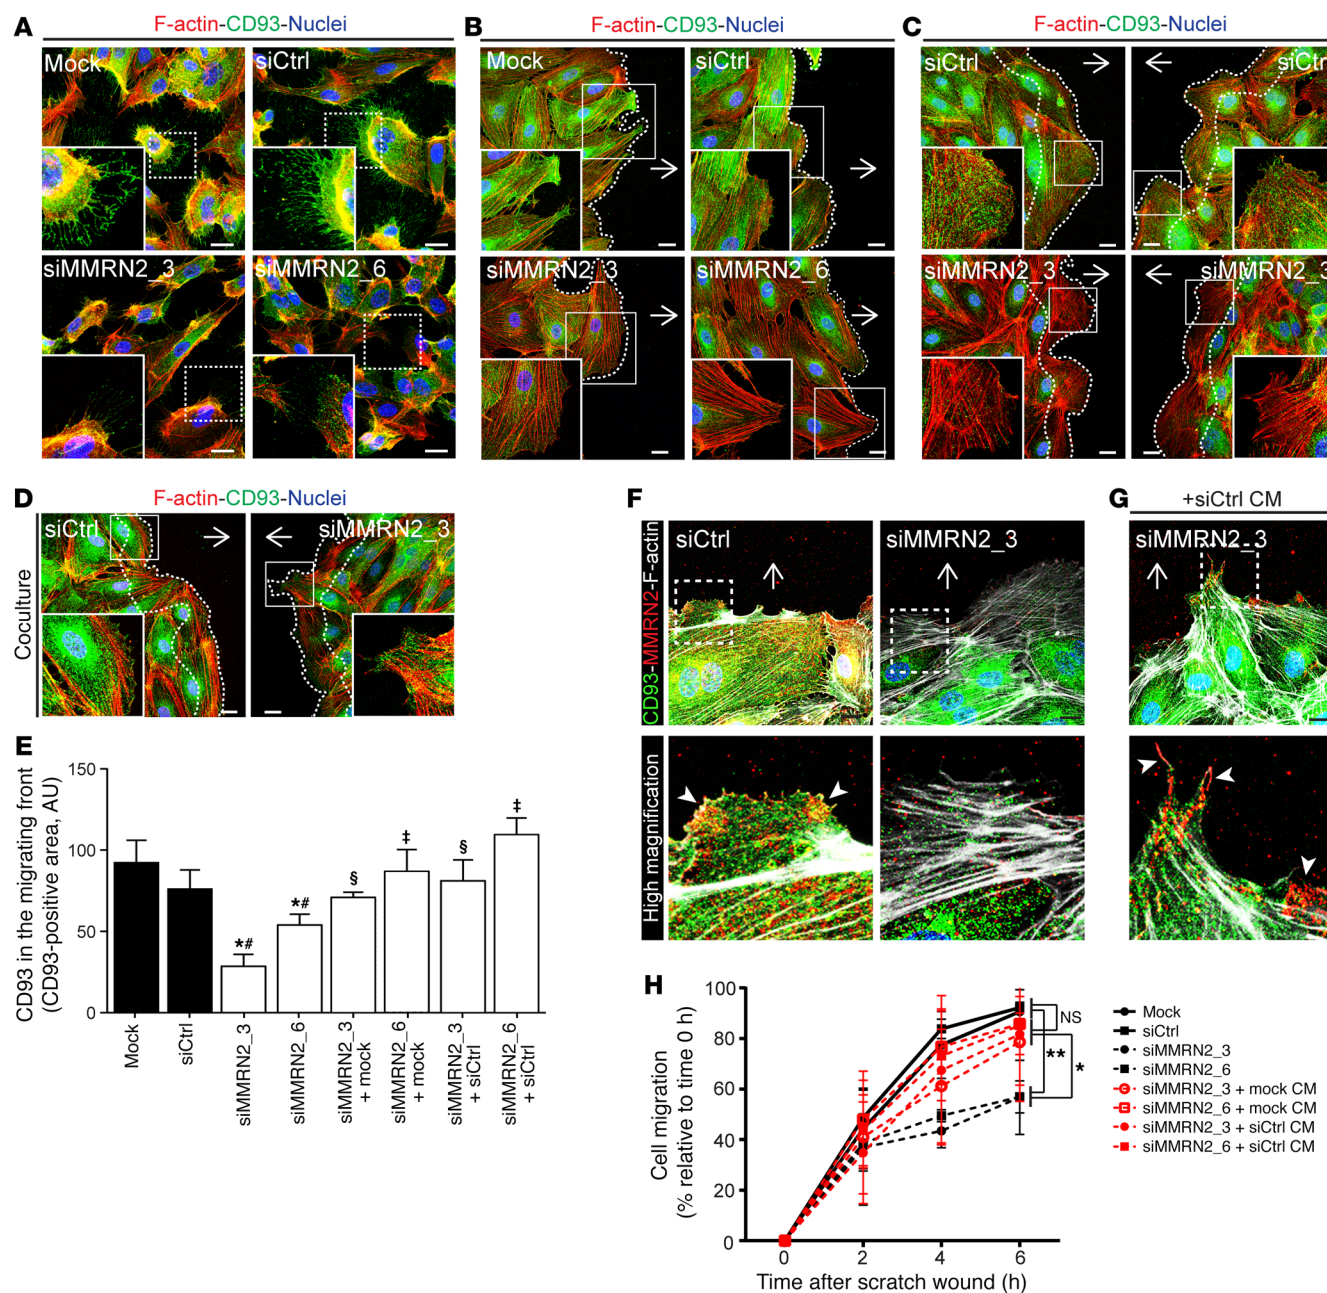 A
F-actin-CD93-Nuclei
Mock
siCtrl
siMMRN2_3
siMMRN2_6
B
F-actin-CD93-Nuclei
Mock
siCtrl
siMMRN2_3
siMMRN2_6
C
F-actin-CD93-Nuclei
siCtrl
siCtrl
siMMRN2_3
siMMRN2_3
D
F-actin-CD93-Nuclei
Coculture
siCtrl
siMMRN2_3
E
CD93 in the migrating front
(CD93-positive area, AU)
150
100
50
0
*#
*#
§
‡
§
‡
Mock
siCtrl
siMMRN2_3
siMMRN2_6
siMMRN2_3
+ mock
siMMRN2_6
+ mock
siMMRN2_3
+ siCtrl
siMMRN2_6
+ siCtrl
F
CD93-MMRN2-F-actin
siCtrl
siMMRN2_3
High magnification
G
+siCtrl CM
siMMRN2_3
H
Cell migration
(% relative to time 0 h)
100
80
60
40
20
0
0
2
4
6
Time after scratch wound (h)
NS
**
*
Mock
siCtrl
siMMRN2_3
siMMRN2_6
siMMRN2_3 + mock CM
siMMRN2_6 + mock CM
siMMRN2_3 + siCtrl CM
siMMRN2_6 + siCtrl CM